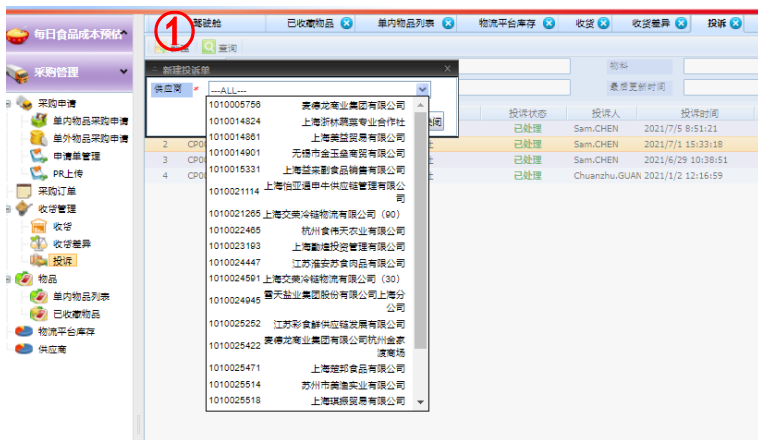 每日食品成本预估
采购管理
采购申请
单内物品采购申请
单外物品采购申请
申请单管理
PR上传
采购订单
收货管理
收货
收货差异
投诉
物品
单内物品列表
已收藏物品
物流平台库存
供应商
① 驾驶舱 已收藏物品 单内物品列表 物流平台库存 收货 收货差异 投诉
查询
新建投诉单 X
物料
供应商 * ---ALL---
最后更新时间
投诉状态 投诉人 投诉时间
已处理 Sam.CHEN 2021/7/5 8:51:21
2 CP00 已处理 Sam.CHEN 2021/7/1 15:33:18
3 CP00 已处理 Sam.CHEN 2021/6/29 10:38:51
4 CP00 已处理 Chuanzhu.GUAN 2021/1/2 12:16:59
1010005756 麦德龙商业集团有限公司
1010014824 上海浙林蔬菜专业合作社
1010014861 上海美益贸易有限公司
1010014901 无锡市金玉垒商贸有限公司
1010015331 上海益来副食品销售有限公司
1010021114 上海怡亚通申牛供应链管理有限公
司
1010021265 上海交荣冷链物流有限公司（90）
1010022465 杭州食伟天农业有限公司
1010023193 上海勤煌投资管理有限公司
1010024447 江苏淮安苏食肉品有限公司
1010024591 上海交荣冷链物流有限公司（30）
1010024945 雪天盐业集团股份有限公司上海分
公司
1010025252 江苏彩食鲜供应链发展有限公司
1010025422 麦德龙商业集团有限公司杭州金家
渡商场
1010025471 上海楚邦食品有限公司
1010025514 苏州市美渔实业有限公司
1010025518 上海琪缤贸易有限公司